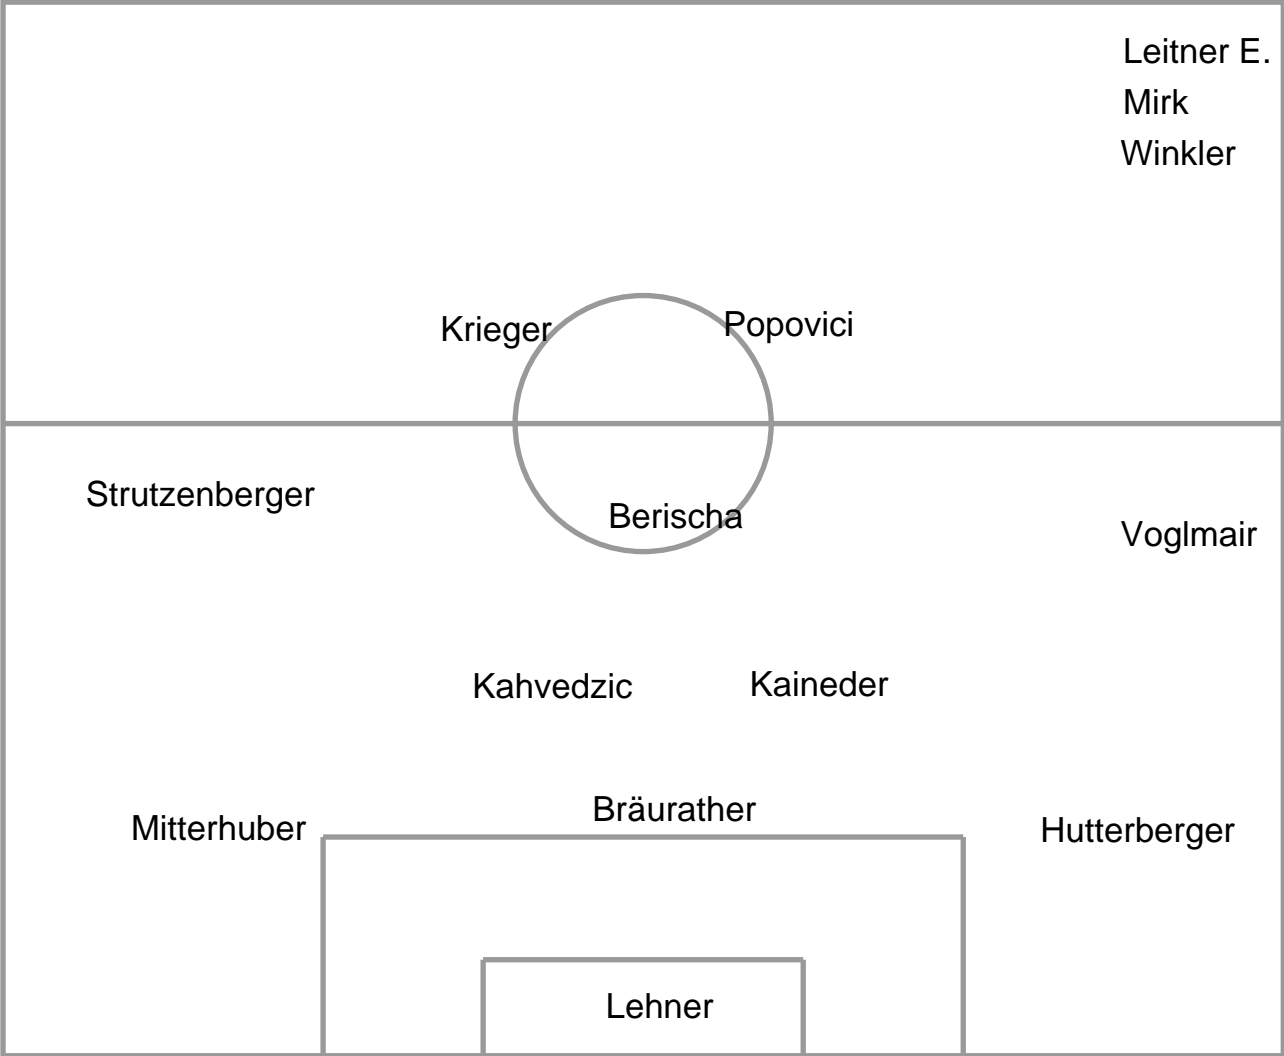 Leitner E.
Mirk
Winkler
Krieger
Popovici
Strutzenberger
Berischa
Voglmair
Kahvedzic
Kaineder
Mitterhuber
Bräurather
Hutterberger
Lehner